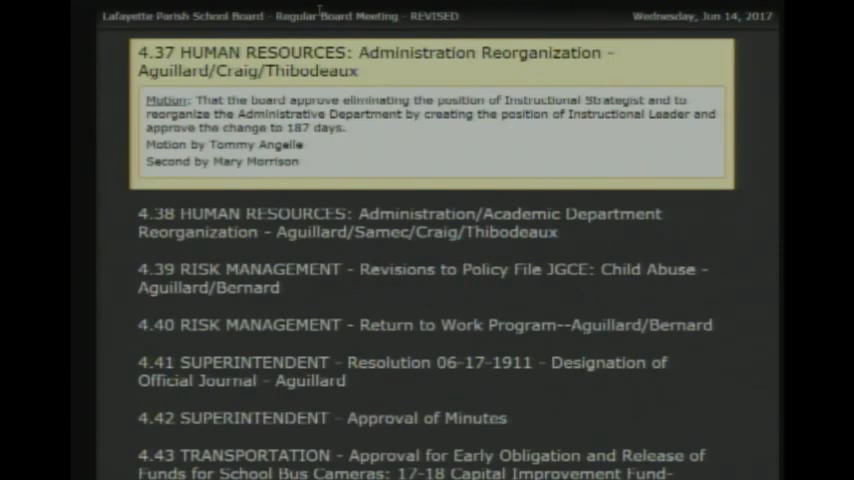 Lafayette Parish School Board - Regular Board Meeting - REVISED
Wednesday, Jun 14, 2017
4.37 HUMAN RESOURCES: Administration Reorganization -
Aguillard/Craig/Thibodeaux
Motion: That the board approve eliminating the position of Instructional Strategist and to
reorganize the Administrative Department by creating the position of Instructional Leader and
approve the change to 187 days.
Motion by Tommy Angelle
Second by Mary Morrison
4.38 HUMAN RESOURCES: Administration/Academic Department
Reorganization - Aguillard/Samec/Craig/Thibodeaux
4.39 RISK MANAGEMENT - Revisions to Policy File JGCE: Child Abuse -
Aguillard/Bernard
4.40 RISK MANAGEMENT - Return to Work Program--Aguillard/Bernard
4.41 SUPERINTENDENT - Resolution 06-17-1911 - Designation of
Official Journal - Aguillard
4.42 SUPERINTENDENT - Approval of Minutes
4.43 TRANSPORTATION - Approval for Early Obligation and Release of
Funds for School Bus Cameras: 17-18 Capital Improvement Fund-